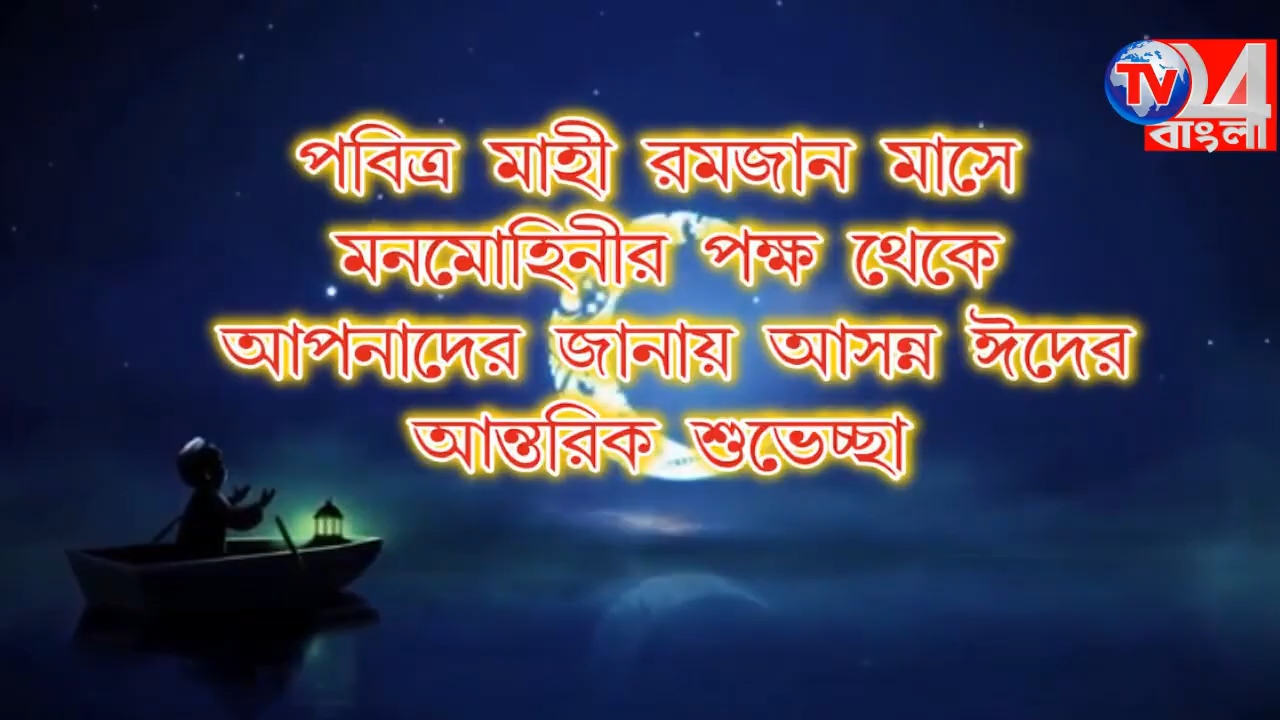 TV 24
বাংলা
পবিত্র মাহী রমজান মাসে
মনমোহিনীর পক্ষ থেকে
আপনাদের জানায় আসন্ন ঈদের
আন্তরিক শুভেচ্ছা